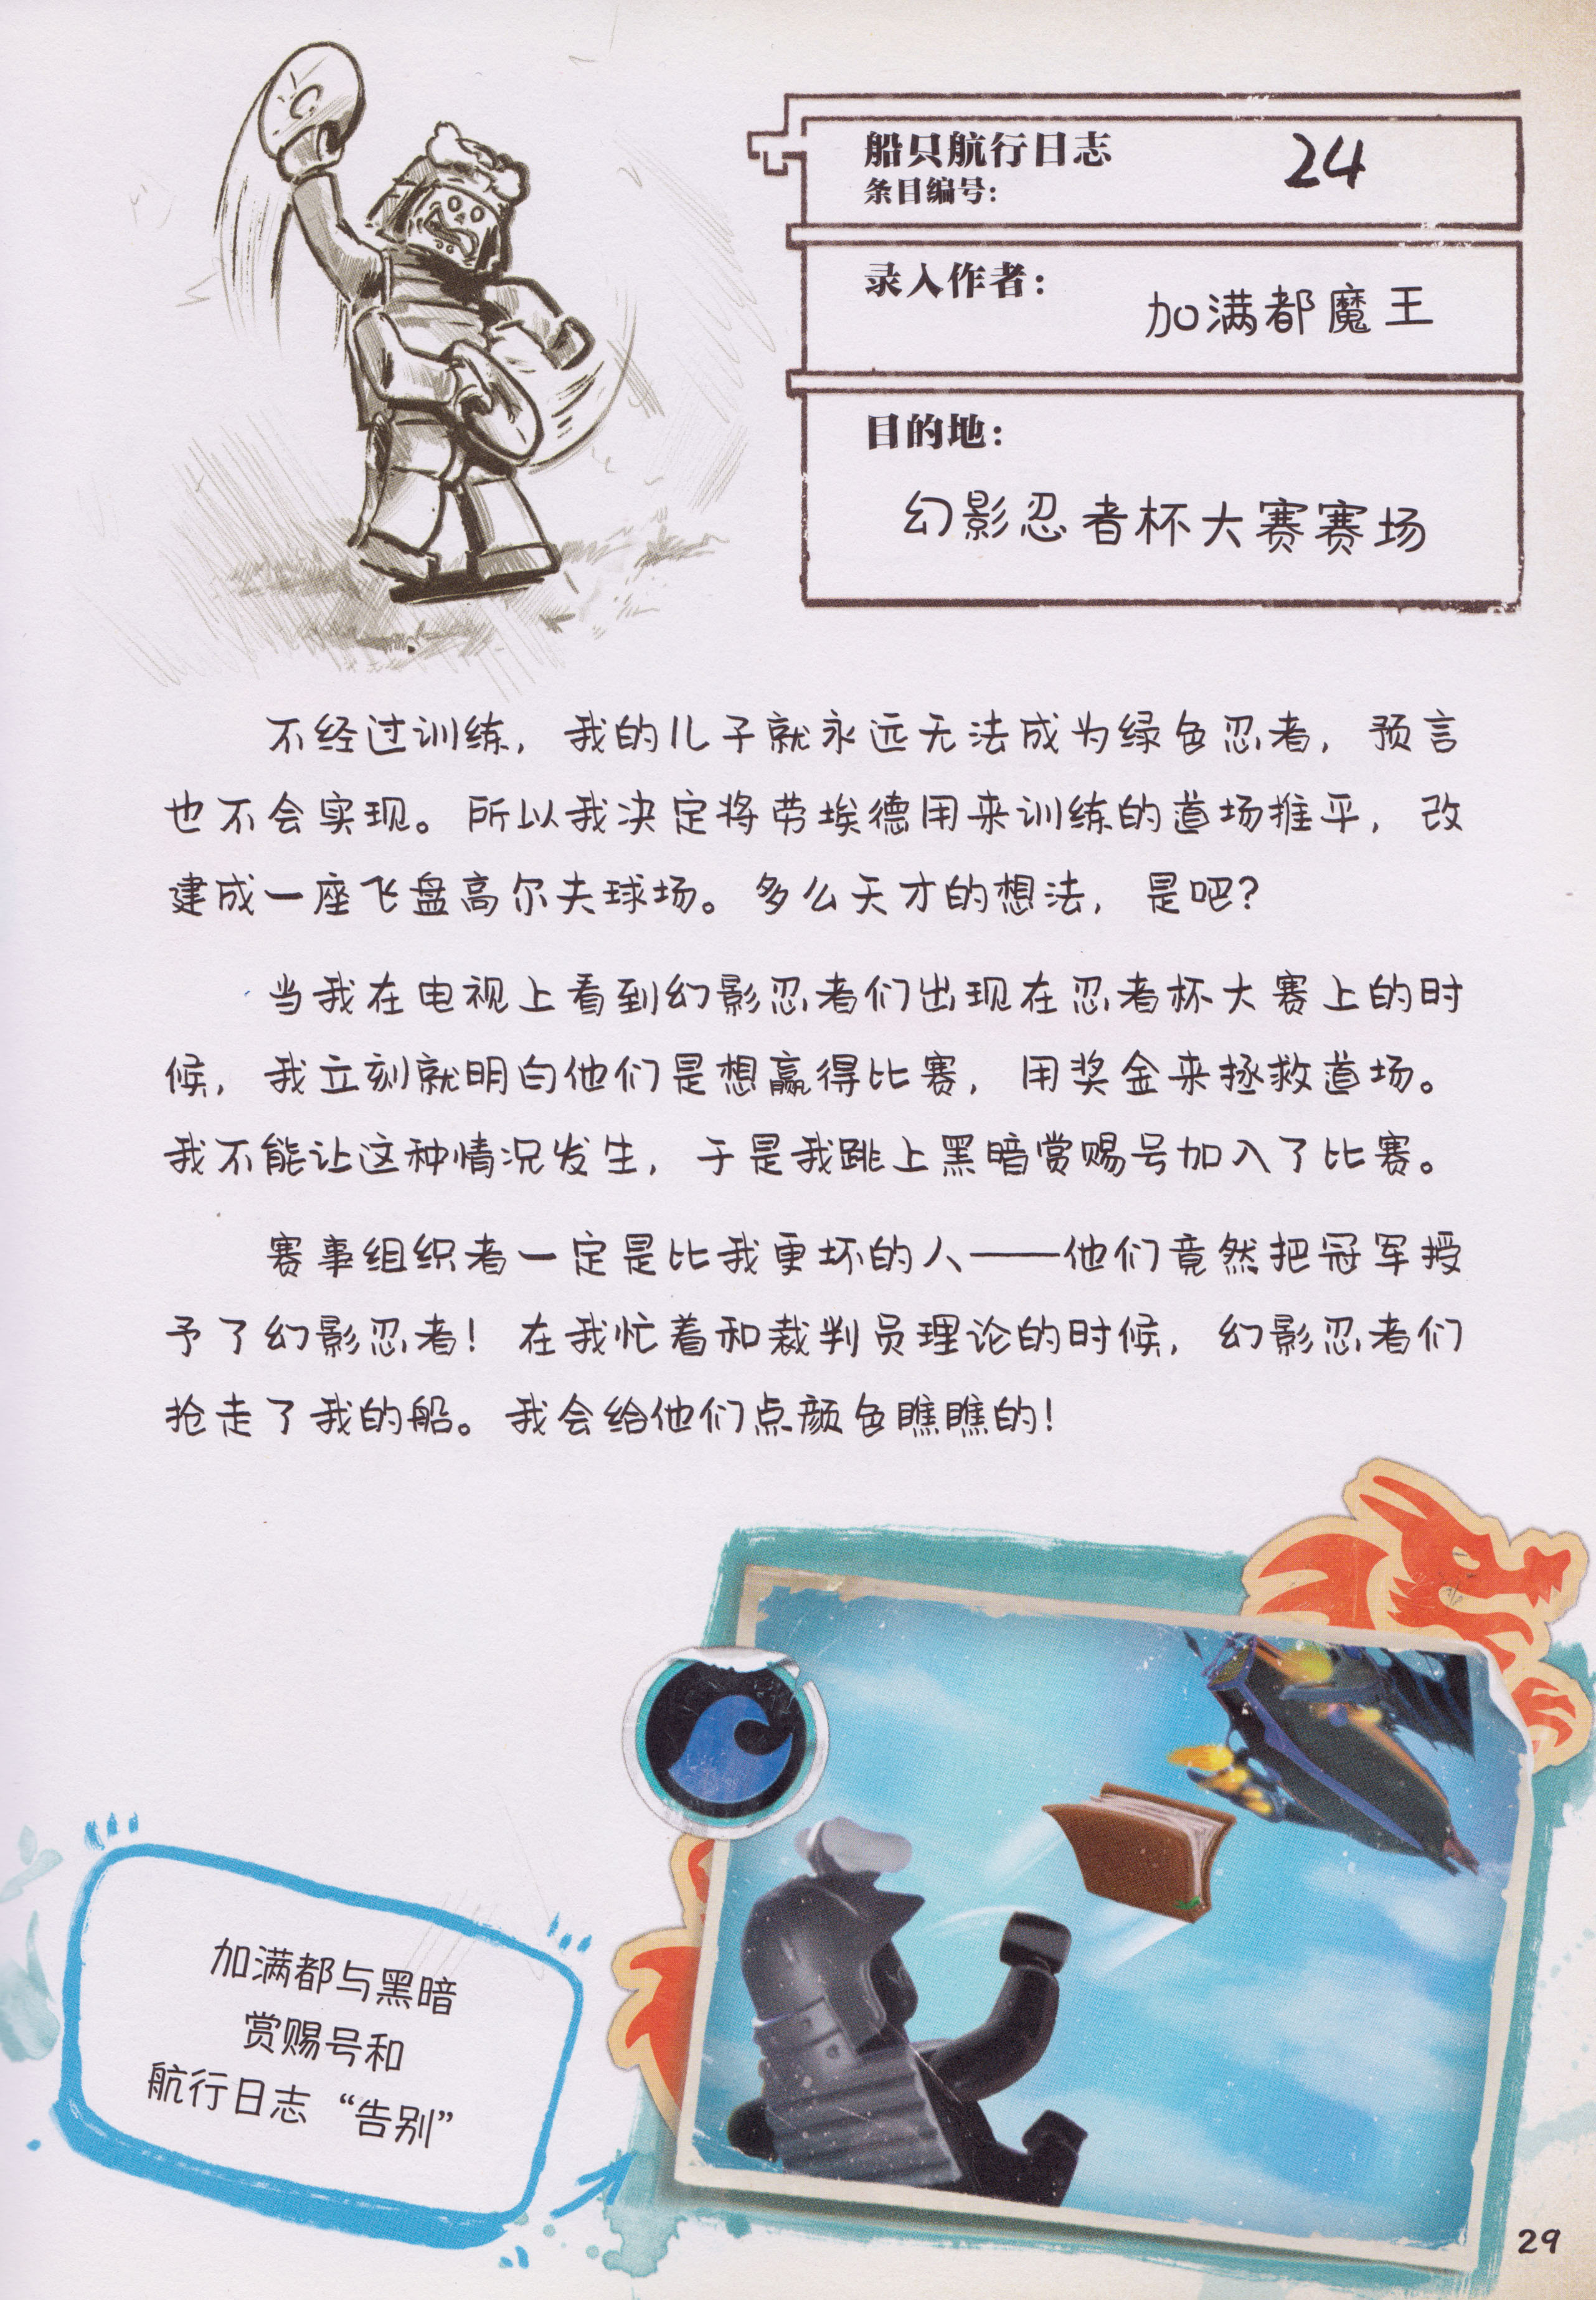 船只航行日志
条目编号： 24
录入作者：
加满都魔王
目的地：
幻影忍者杯大赛赛场
不经过训练，我的儿子就永远无法成为绿色忍者，预言
也不会实现。所以我决定将劳埃德用来训练的道场推平，改
建成一座飞盘高尔夫球场。多么天才的想法，是吧？
当我在电视上看到幻影忍者们出现在忍者杯大赛上的时
候，我立刻就明白他们是想赢得比赛，用奖金来拯救道场。
我不能让这种情况发生，于是我跳上黑暗赏赐号加入了比赛。
赛事组织者一定是比我更坏的人——他们竟然把冠军授
予了幻影忍者！在我忙着和裁判员理论的时候，幻影忍者们
抢走了我的船。我会给他们点颜色瞧瞧的！
加满都与黑暗
赏赐号和
航行日志“告别”
29